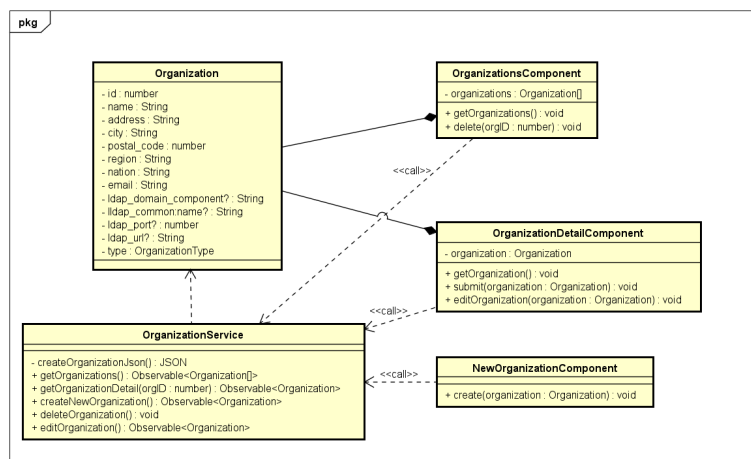 pkg
Organization
- id : number
- name : String
- address : String
- city : String
- postal_code : number
- region : String
- nation : String
- email : String
- ldap_domain_component? : String
- lldap_common:name? : String
- ldap_port? : number
- ldap_url? : String
- type : OrganizationType
OrganizationsComponent
- organizations : Organization[]
+ getOrganizations() : void
+ delete(orgID : number) : void
<<call>>
OrganizationDetailComponent
- organization : Organization
+ getOrganization() : void
+ submit(organization : Organization) : void
+ editOrganization(organization : Organization) : void
<<call>>
OrganizationService
- createOrganizationJson() : JSON
+ getOrganizations() : Observable<Organization[]>
+ getOrganizationDetail(orgID : number) : Observable<Organization>
+ createNewOrganization() : Observable<Organization>
+ deleteOrganization() : void
+ editOrganization() : Observable<Organization>
<<call>>
NewOrganizationComponent
+ create(organization : Organization) : void